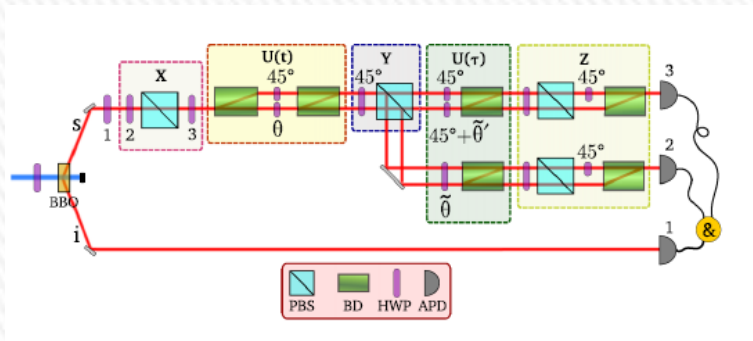 U(t)
Y
U(τ)
X
Z
45°
45°
45°
45°
3
s
1
2
3
θ
45°+θ̃′
2
45°
BBO
θ̃
&
i
1
PBS
BD
HWP
APD